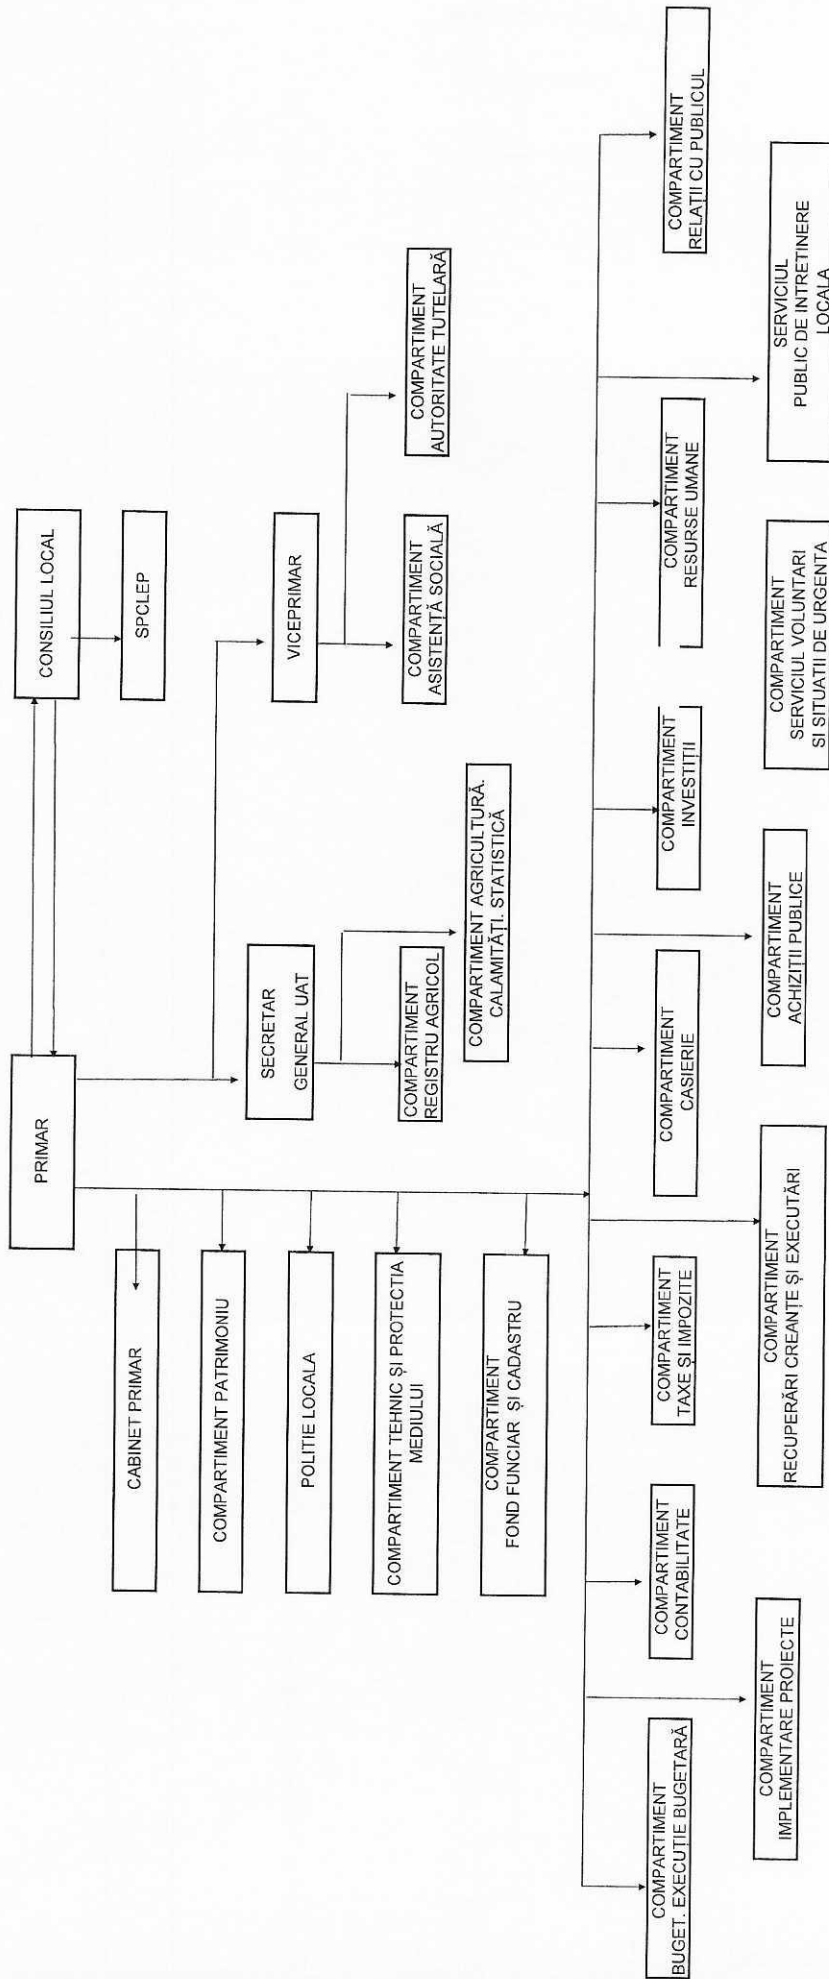 PRIMAR
CONSILIUL LOCAL
SPCLEP
CABINET PRIMAR
COMPARTIMENT PATRIMONIU
POLITIE LOCALA
COMPARTIMENT TEHNIC ȘI PROTECTIA
MEDIULUI
COMPARTIMENT
FOND FUNCIAR ȘI CADASTRU
SECRETAR
GENERAL UAT
VICEPRIMAR
COMPARTIMENT
REGISTRU AGRICOL
COMPARTIMENT AGRICULTURĂ.
CALAMITĂȚI. STATISTICĂ
COMPARTIMENT
ASISTENȚĂ SOCIALĂ
COMPARTIMENT
AUTORITATE TUTELARĂ
COMPARTIMENT
BUGET. EXECUȚIE BUGETARĂ
COMPARTIMENT
CONTABILITATE
COMPARTIMENT
TAXE ȘI IMPOZITE
COMPARTIMENT
CASIERIE
COMPARTIMENT
INVESTIȚII
COMPARTIMENT
RESURSE UMANE
COMPARTIMENT
RELAȚII CU PUBLICUL
COMPARTIMENT
IMPLEMENTARE PROIECTE
COMPARTIMENT
RECUPERĂRI CREANȚE ȘI EXECUTĂRI
COMPARTIMENT
ACHIZIȚII PUBLICE
COMPARTIMENT
SERVICIUL VOLUNTARI
SI SITUATII DE URGENTA
SERVICIUL
PUBLIC DE INTRETINERE
LOCALA